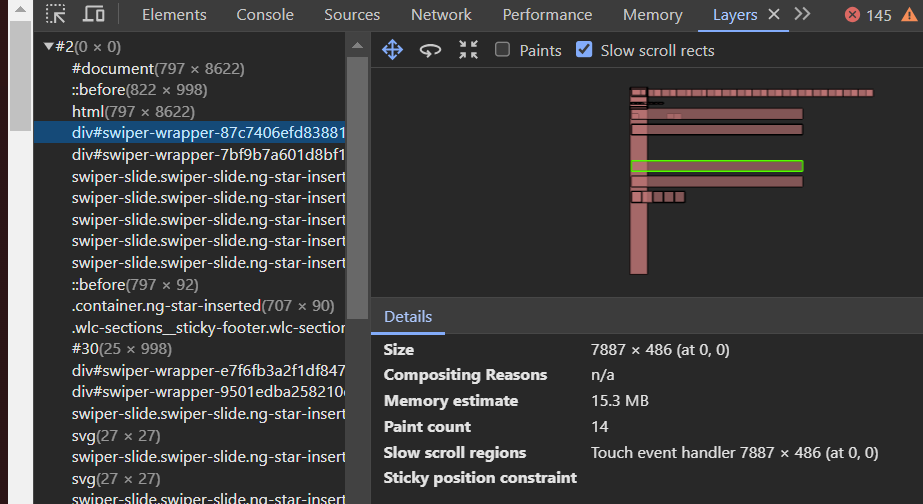 Elements Console Sources Network Performance Memory Layers 145
#2(0 × 0)
#document(797 × 8622)
::before(822 × 998)
html(797 × 8622)
div#swiper-wrapper-87c7406efd83881
div#swiper-wrapper-7bf9b7a601d8bf1
swiper-slide.swiper-slide.ng-star-insert
swiper-slide.swiper-slide.ng-star-insert
swiper-slide.swiper-slide.ng-star-insert
swiper-slide.swiper-slide.ng-star-insert
swiper-slide.swiper-slide.ng-star-insert
::before(797 × 92)
.container.ng-star-inserted(707 × 90)
.wlc-sections__sticky-footer.wlc-section
#30(25 × 998)
div#swiper-wrapper-e7f6fb3a2f1df847
div#swiper-wrapper-9501edba258210
swiper-slide.swiper-slide.ng-star-insert
svg(27 × 27)
swiper-slide.swiper-slide.ng-star-insert
svg(27 × 27)
swiper-slide.swiper-slide.ng-star-insert
Paints Slow scroll rects
Details
Size 7887 × 486 (at 0, 0)
Compositing Reasons n/a
Memory estimate 15.3 MB
Paint count 14
Slow scroll regions Touch event handler 7887 × 486 (at 0, 0)
Sticky position constraint